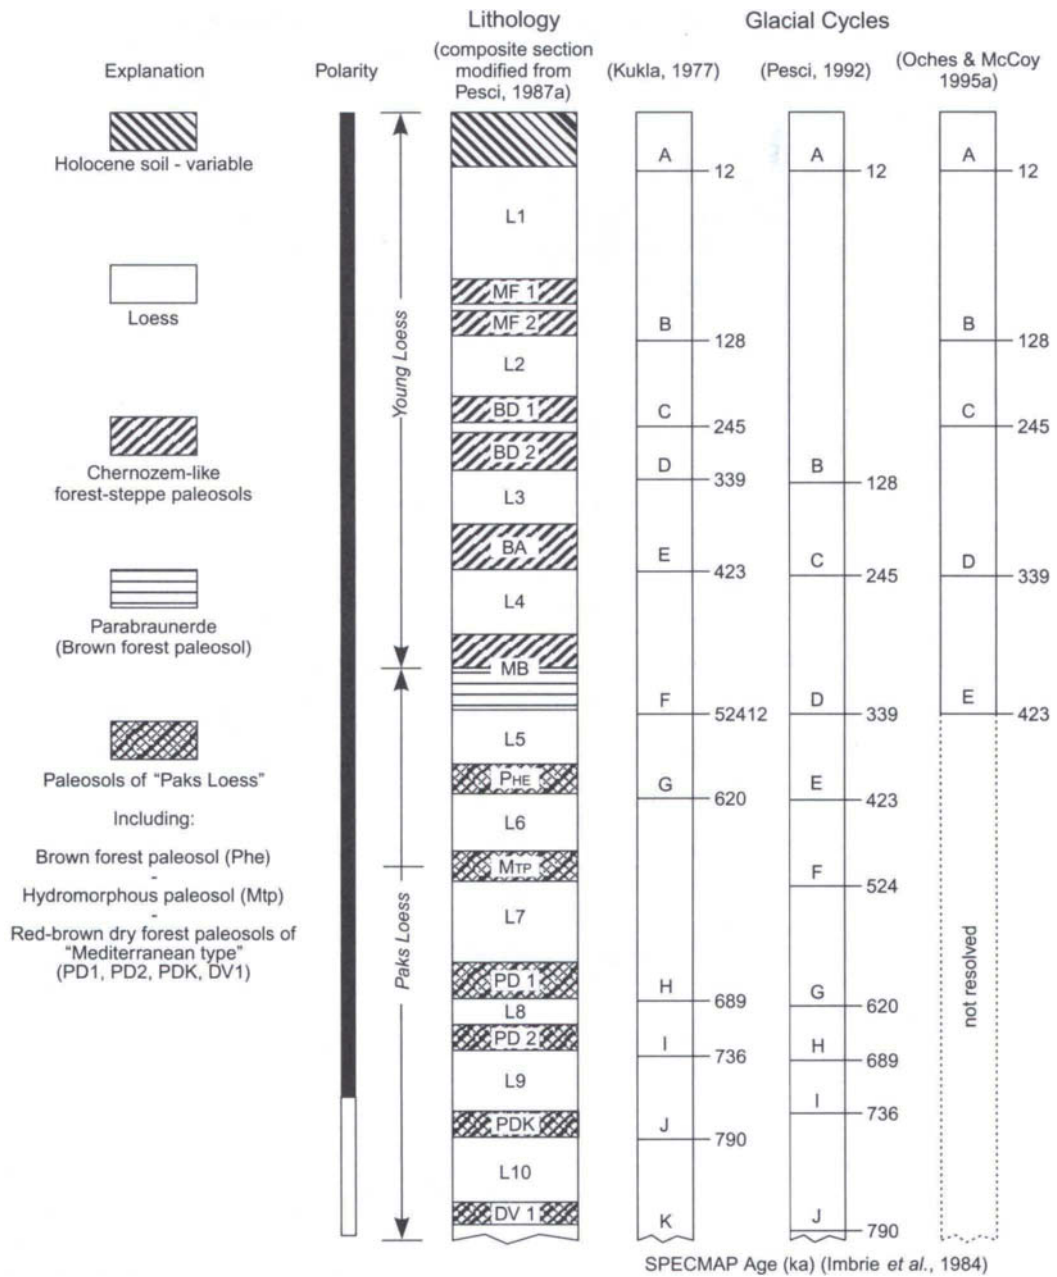 Lithology
(composite section
modified from
Pesci, 1987a)
Glacial Cycles
(Kukla, 1977)
(Pesci, 1992)
(Oches & McCoy
1995a)
Explanation
Polarity
Holocene soil - variable
Loess
Chernozem-like
forest-steppe paleosols
Parabraunerde
(Brown forest paleosol)
Paleosols of "Paks Loess"
Including:
Brown forest paleosol (Phe)
-
Hydromorphous paleosol (Mtp)
-
Red-brown dry forest paleosols of
"Mediterranean type"
(PD1, PD2, PDK, DV1)
Young Loess
Paks Loess
L1
MF 1
MF 2
L2
BD 1
BD 2
L3
BA
L4
MB
L5
PHE
L6
MTP
L7
PD 1
L8
PD 2
L9
PDK
L10
DV 1
A
12
B
128
C
245
D
339
E
423
F
52412
G
620
H
689
I
736
J
790
K
A
12
B
128
C
245
D
339
E
423
F
524
G
620
H
689
I
736
J
790
A
12
B
128
C
245
D
339
E
423
not resolved
SPECMAP Age (ka) (Imbrie et al., 1984)